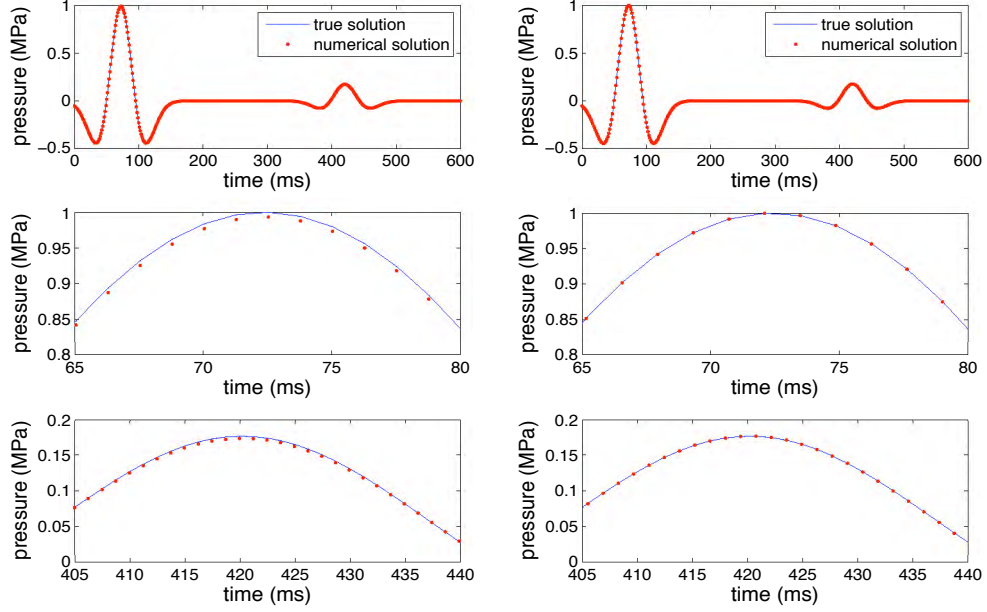 1
0.5
0
−0.5
pressure (MPa)
true solution
numerical solution
0 100 200 300 400 500 600
time (ms)
1
0.5
0
−0.5
pressure (MPa)
true solution
numerical solution
0 100 200 300 400 500 600
time (ms)
1
0.95
0.9
0.85
0.8
pressure (MPa)
65 70 75 80
time (ms)
1
0.95
0.9
0.85
0.8
pressure (MPa)
65 70 75 80
time (ms)
0.2
0.15
0.1
0.05
0
pressure (MPa)
405 410 415 420 425 430 435 440
time (ms)
0.2
0.15
0.1
0.05
0
pressure (MPa)
405 410 415 420 425 430 435 440
time (ms)